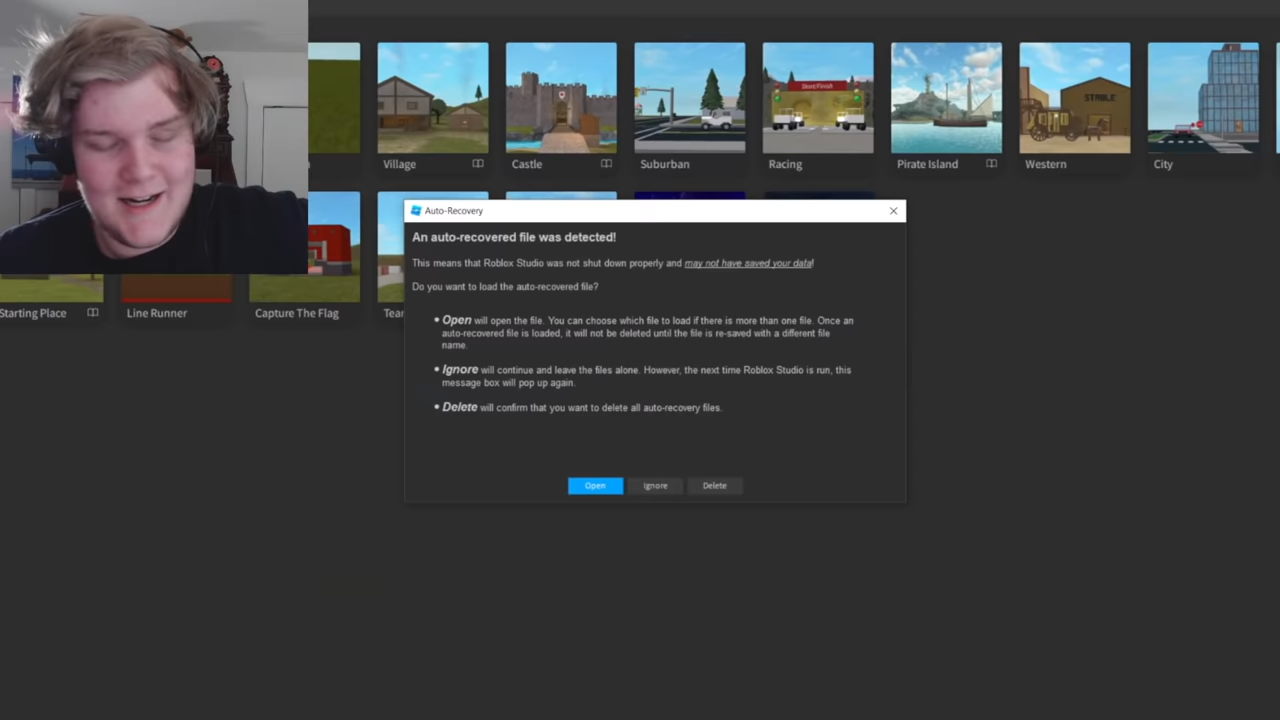 Village
Castle
Suburban
Racing
Pirate Island
Western
City
STABLE
Start/Finish
Auto-Recovery
An auto-recovered file was detected!
This means that Roblox Studio was not shut down properly and may not have saved your data!
Do you want to load the auto-recovered file?
• Open will open the file. You can choose which file to load if there is more than one file. Once an
auto-recovered file is loaded, it will not be deleted until the file is re-saved with a different file
name.
• Ignore will continue and leave the files alone. However, the next time Roblox Studio is run, this
message box will pop up again.
• Delete will confirm that you want to delete all auto-recovery files.
Open
Ignore
Delete
Starting Place
Line Runner
Capture The Flag